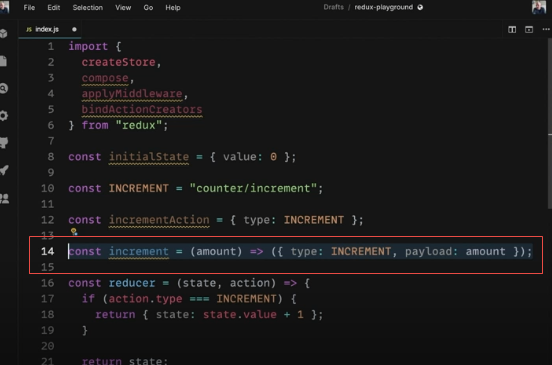 File Edit Selection View Go Help
Drafts / redux-playground
index.js
1 import {
2 createStore,
3 compose,
4 applyMiddleware,
5 bindActionCreators
6 } from "redux";
7
8 const initialState = { value: 0 };
9
10 const INCREMENT = "counter/increment";
11
12 const incrementAction = { type: INCREMENT };
13
14 const increment = (amount) => ({ type: INCREMENT, payload: amount });
15
16 const reducer = (state, action) => {
17 if (action.type === INCREMENT) {
18 return { state: state.value + 1 };
19 }
20
21 return state;